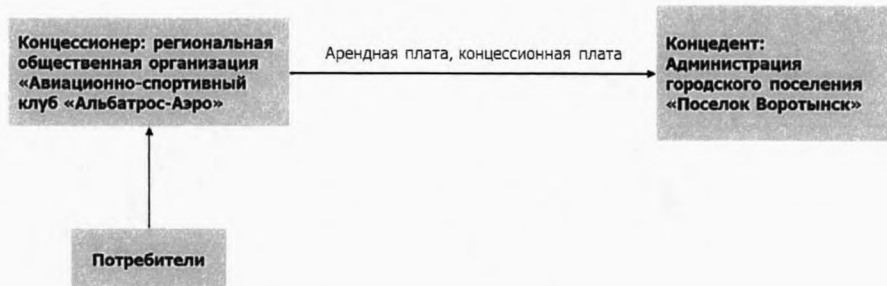 Концессионер: региональная
общественная организация
«Авиационно-спортивный
клуб «Альбатрос-Аэро»
Арендная плата, концессионная плата
Концедент:
Администрация
городского поселения
«Поселок Воротынск»
Потребители